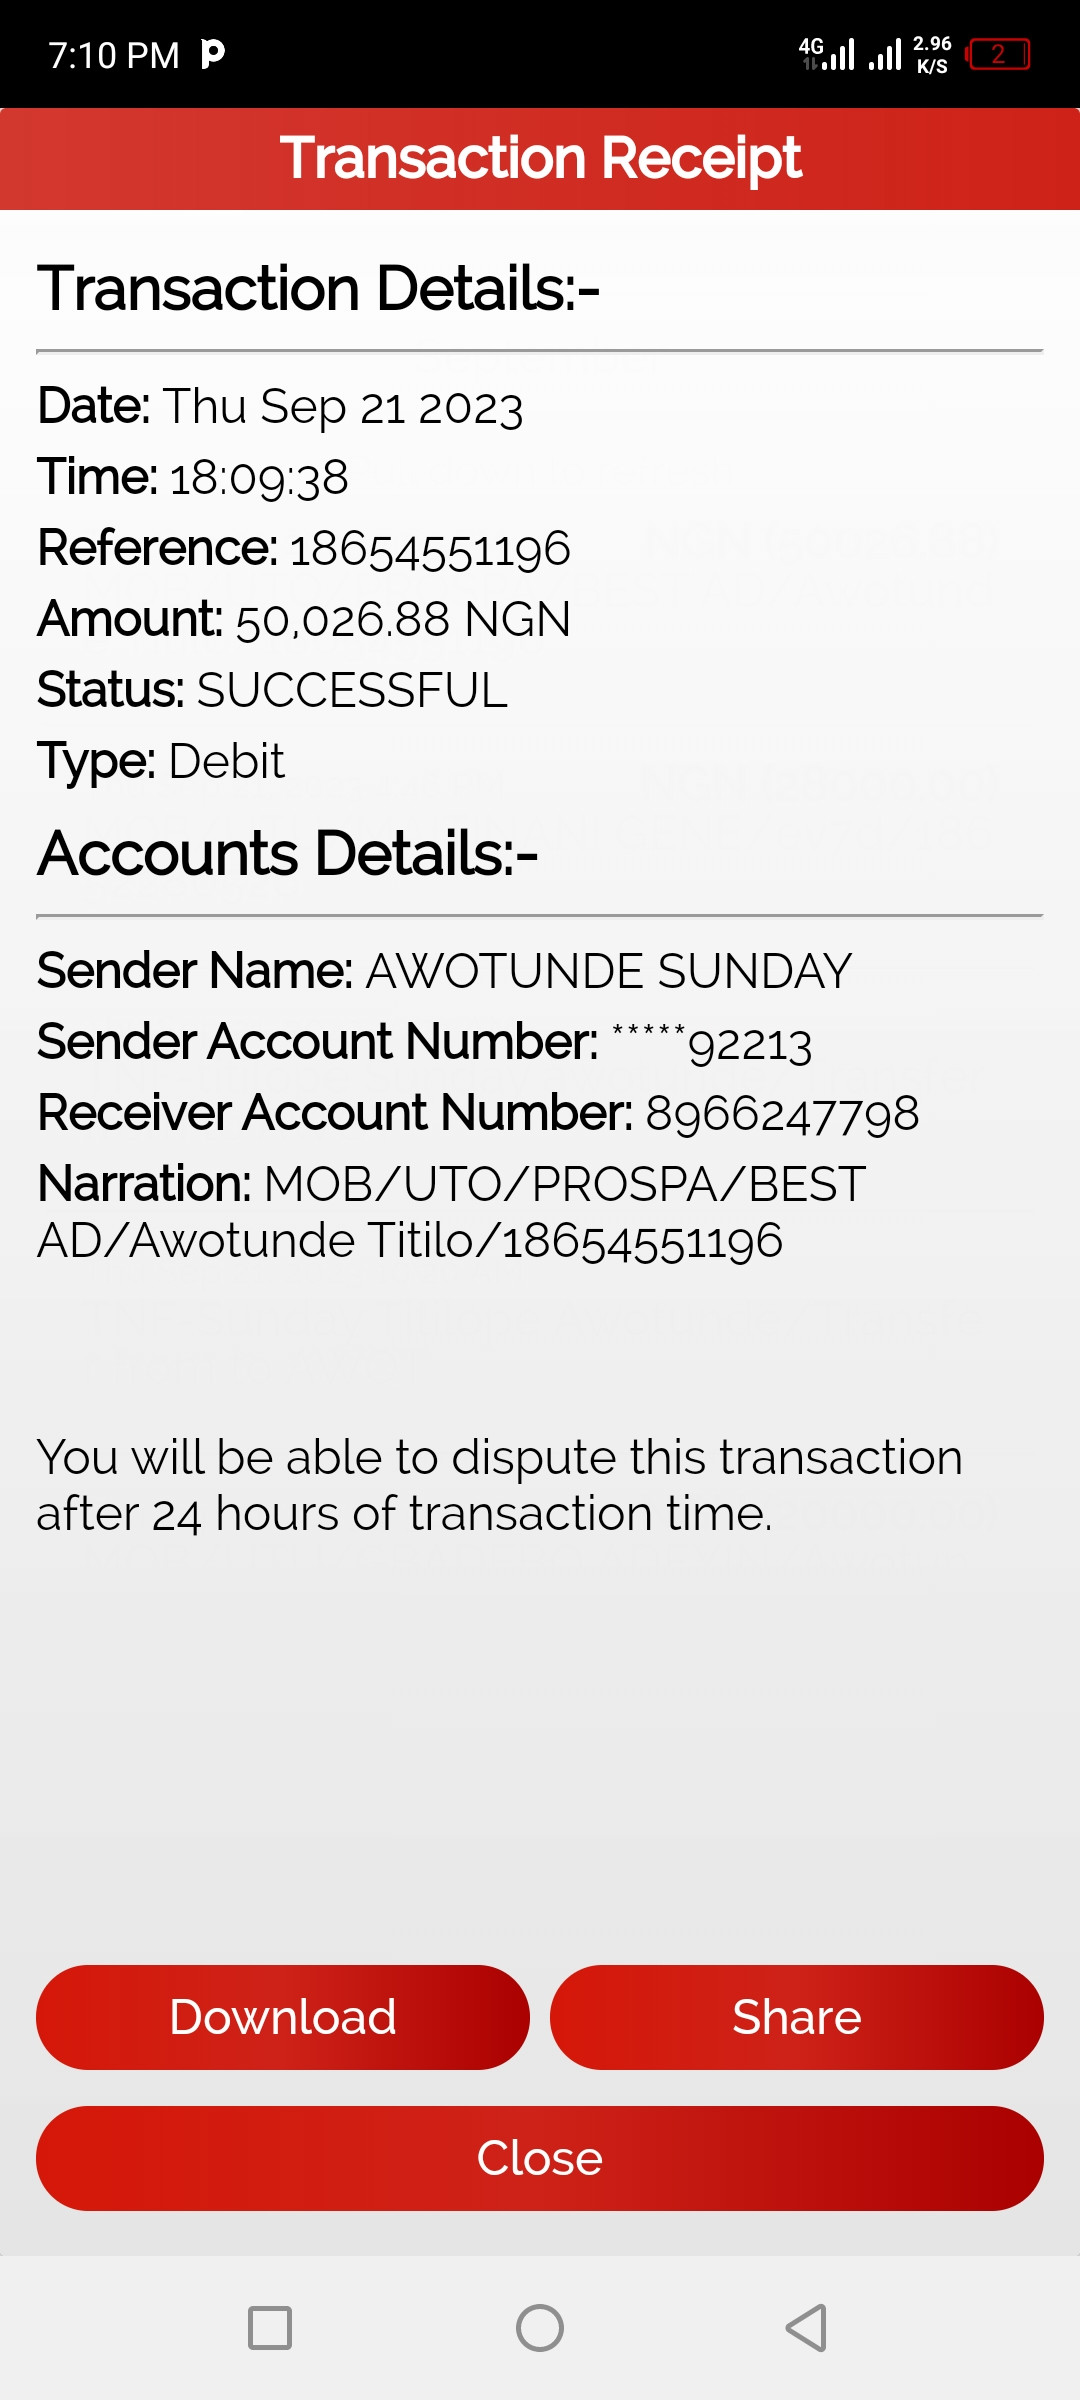 7:10 PM
4G
2.96
K/S
2
Transaction Receipt
Transaction Details:-
Date: Thu Sep 21 2023
Time: 18:09:38
Reference: 18654551196
Amount: 50,026.88 NGN
Status: SUCCESSFUL
Type: Debit
Accounts Details:-
Sender Name: AWOTUNDE SUNDAY
Sender Account Number: *****92213
Receiver Account Number: 8966247798
Narration: MOB/UTO/PROSPA/BEST
AD/Awotunde Titilo/18654551196
You will be able to dispute this transaction
after 24 hours of transaction time.
Download
Share
Close